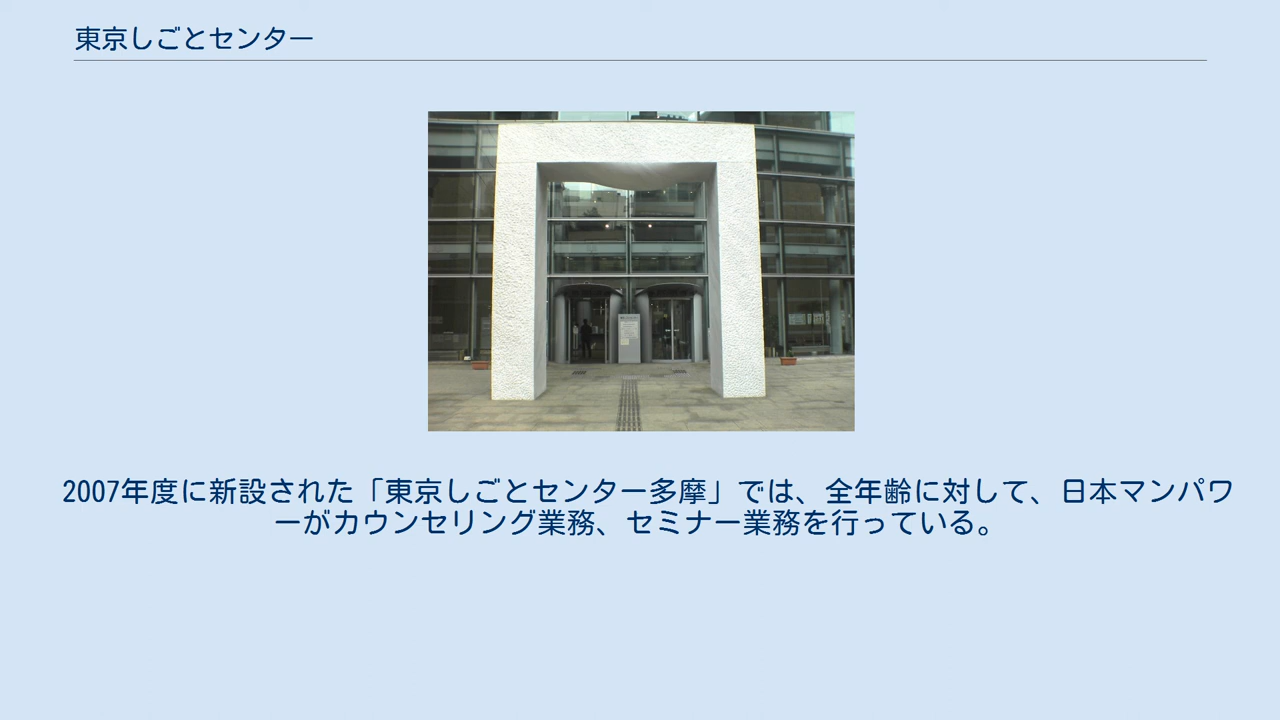 東京しごとセンター
2007年度に新設された「東京しごとセンター多摩」では、全年齢に対して、日本マンパワ
ーがカウンセリング業務、セミナー業務を行っている。